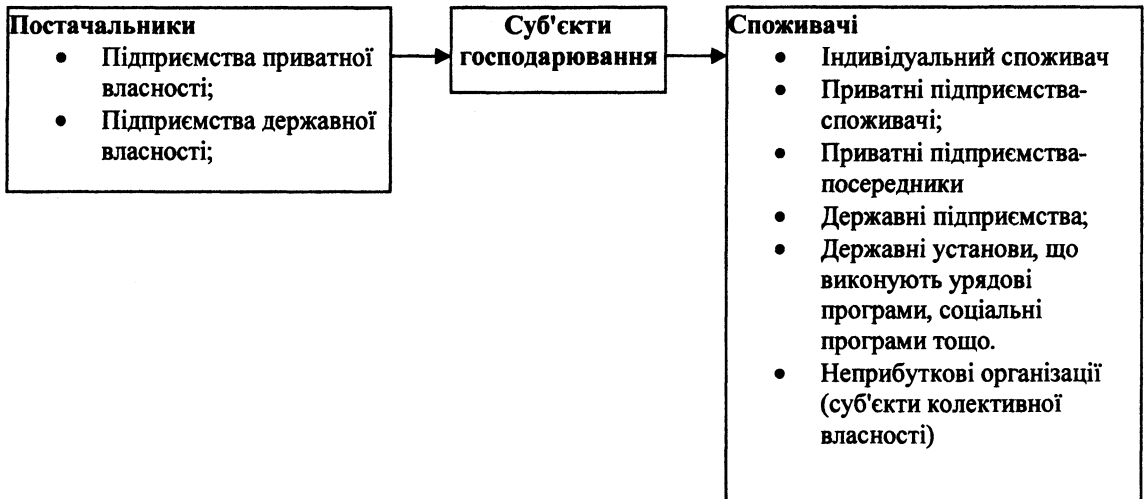 Постачальники
• Підприємства приватної
власності;
• Підприємства державної
власності;
Суб'єкти
господарювання
Споживачі
• Індивідуальний споживач
• Приватні підприємства-
споживачі;
• Приватні підприємства-
посередники
• Державні підприємства;
• Державні установи, що
виконують урядові
програми, соціальні
програми тощо.
• Неприбуткові організації
(суб'єкти колективної
власності)